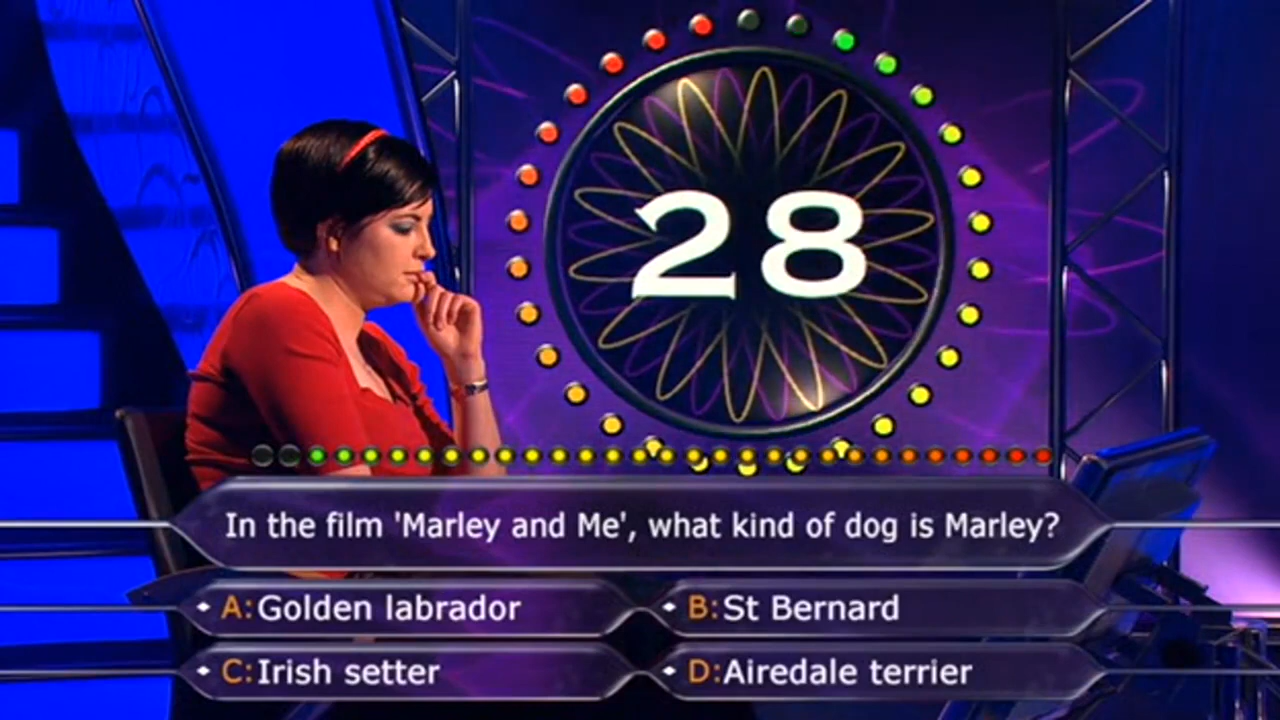 28
In the film 'Marley and Me', what kind of dog is Marley?
A: Golden labrador
B: St Bernard
C: Irish setter
D: Airedale terrier